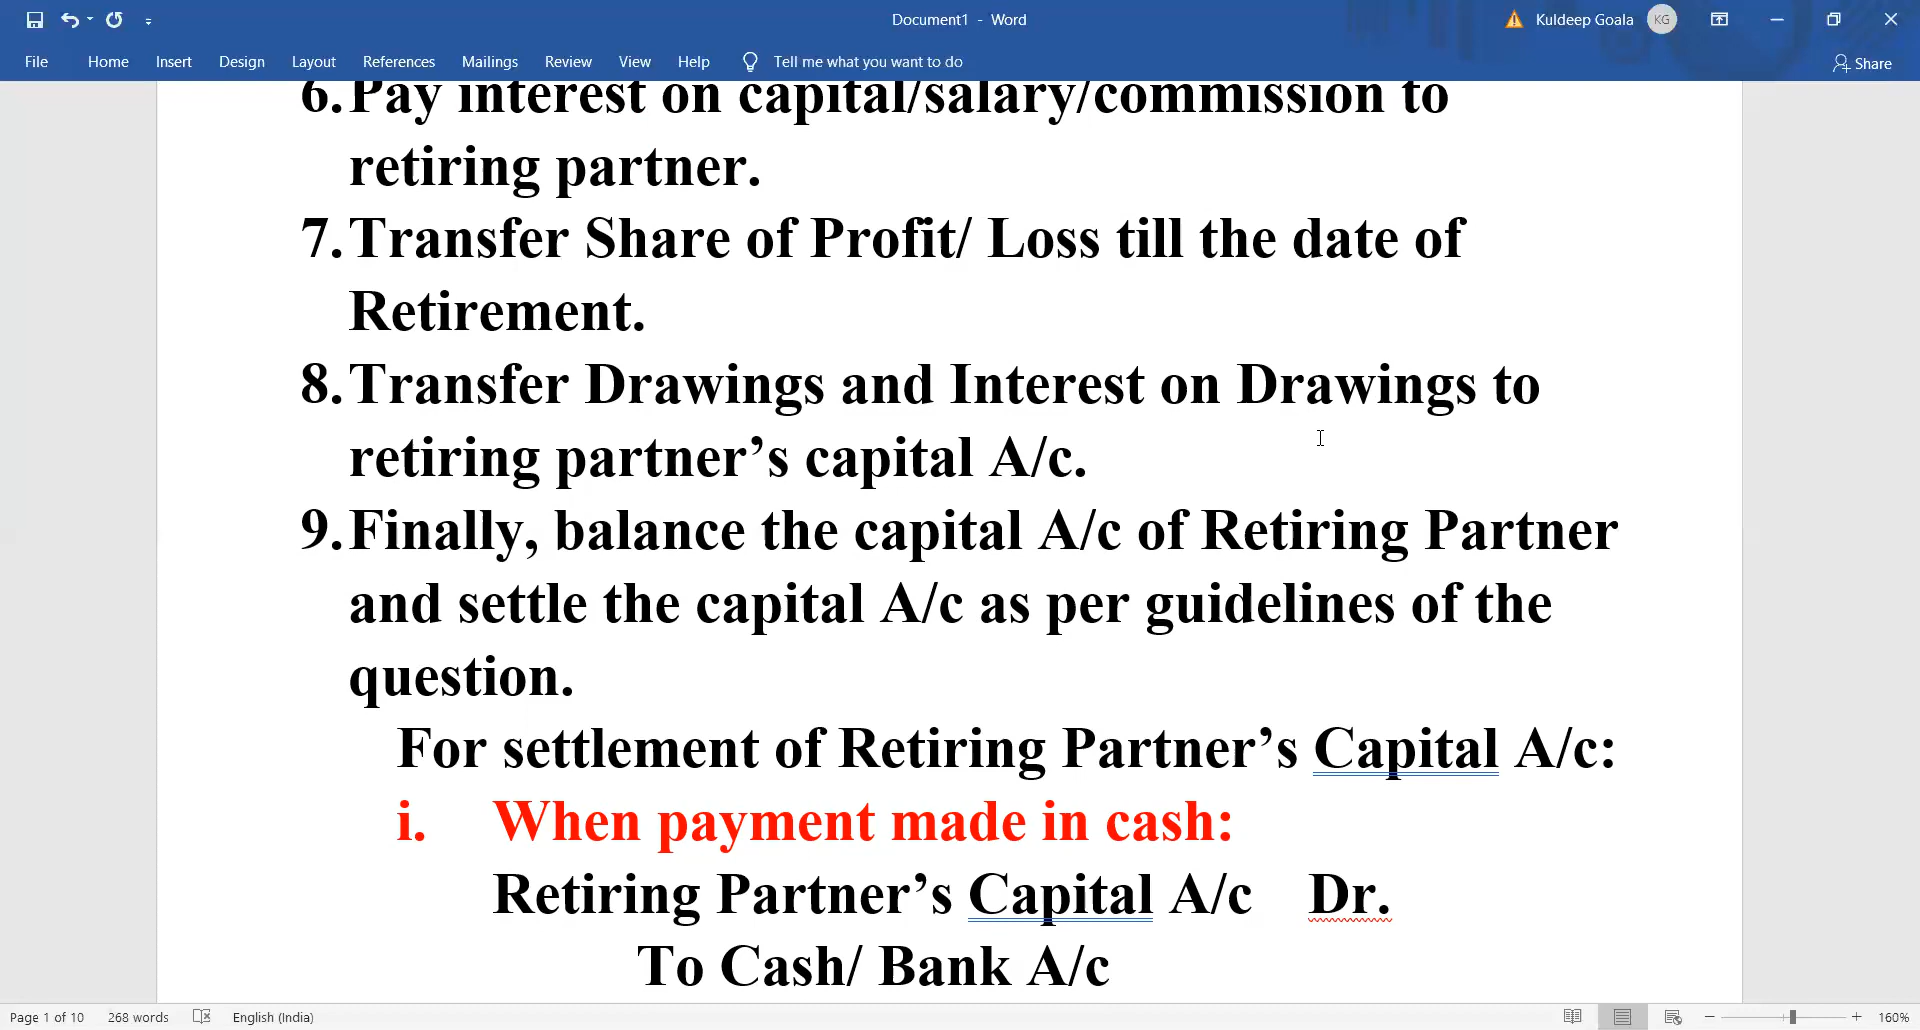 Document1 - Word
Kuldeep Goala
KG
File Home Insert Design Layout References Mailings Review View Help Tell me what you want to do
Share
6. Pay interest on capital/salary/commission to
retiring partner.
7. Transfer Share of Profit/ Loss till the date of
Retirement.
8. Transfer Drawings and Interest on Drawings to
retiring partner’s capital A/c.
9. Finally, balance the capital A/c of Retiring Partner
and settle the capital A/c as per guidelines of the
question.
For settlement of Retiring Partner’s Capital A/c:
i. When payment made in cash:
Retiring Partner’s Capital A/c Dr.
To Cash/ Bank A/c
Page 1 of 10 268 words English (India) 160%